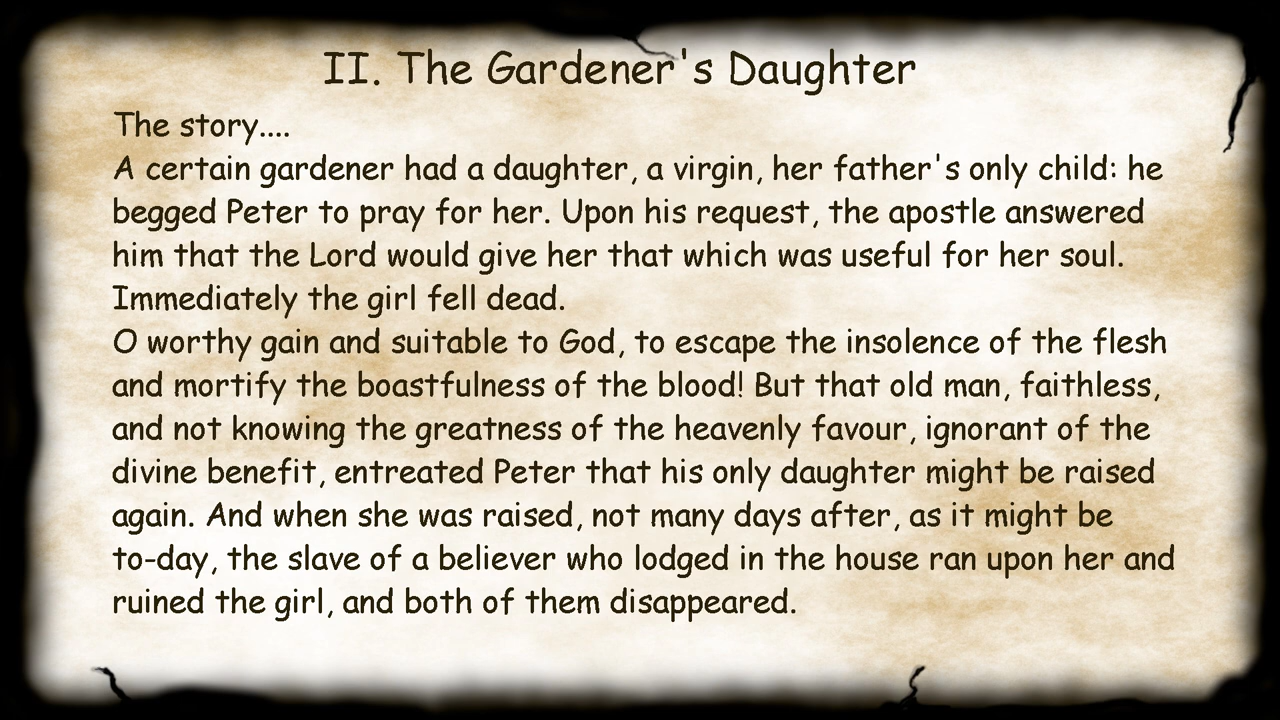 II. The Gardener's Daughter
The story....
A certain gardener had a daughter, a virgin, her father's only child: he
begged Peter to pray for her. Upon his request, the apostle answered
him that the Lord would give her that which was useful for her soul.
Immediately the girl fell dead.
O worthy gain and suitable to God, to escape the insolence of the flesh
and mortify the boastfulness of the blood! But that old man, faithless,
and not knowing the greatness of the heavenly favour, ignorant of the
divine benefit, entreated Peter that his only daughter might be raised
again. And when she was raised, not many days after, as it might be
to-day, the slave of a believer who lodged in the house ran upon her and
ruined the girl, and both of them disappeared.